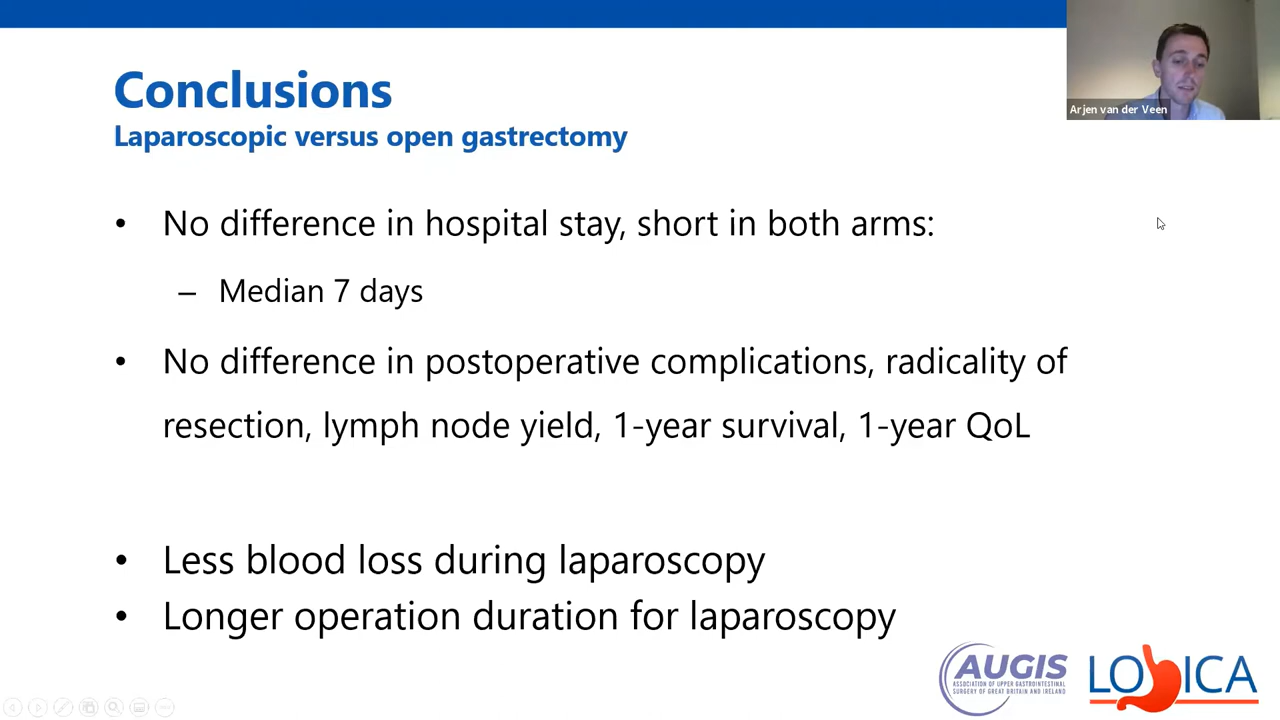 Conclusions
Laparoscopic versus open gastrectomy
Arjen van der Veen
• No difference in hospital stay, short in both arms:
– Median 7 days
• No difference in postoperative complications, radicality of
resection, lymph node yield, 1-year survival, 1-year QoL
• Less blood loss during laparoscopy
• Longer operation duration for laparoscopy
AUGIS
ASSOCIATION OF UPPER GASTROINTESTINAL
SURGERY OF GREAT BRITAIN AND IRELAND
LOGICA